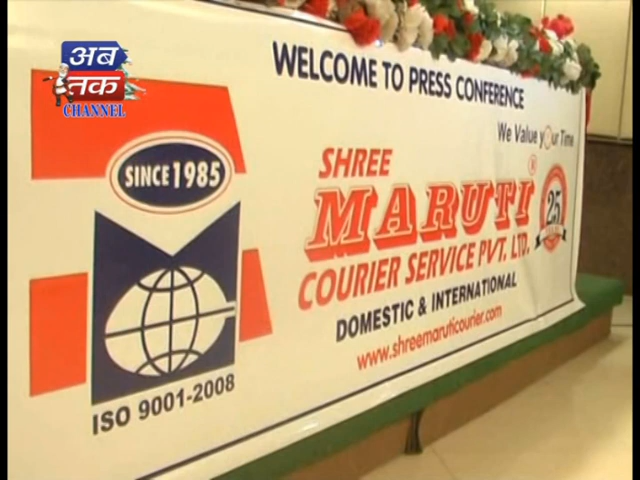 अब
तक
CHANNEL
WELCOME TO PRESS CONFERENCE
We Value your Time
SINCE 1985
SHREE
MARUTI®
25
COURIER SERVICE PVT. LTD.
DOMESTIC & INTERNATIONAL
www.shreemaruticourier.com
ISO 9001-2008